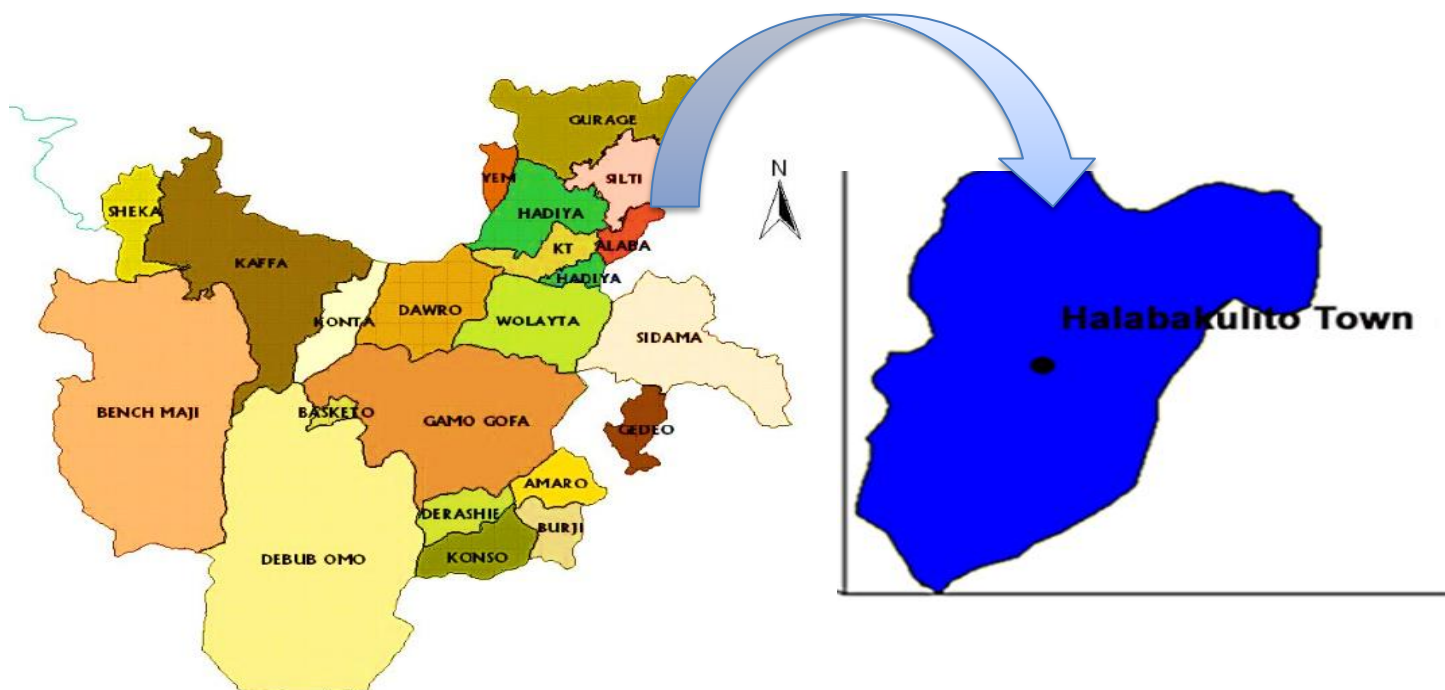 GURAGE
YEM
SILTI
N
SHEKA
HADIYA
KT
ALABA
KAFFA
HADIYA
DAWRO
KONTA
WOLAYTA
SIDAMA
Halabakulito Town
BENCH MAJI
BASKETO
GAMO GOFA
GEDEO
AMARO
DERASHE
BURJI
KONSO
DEBUB OMO